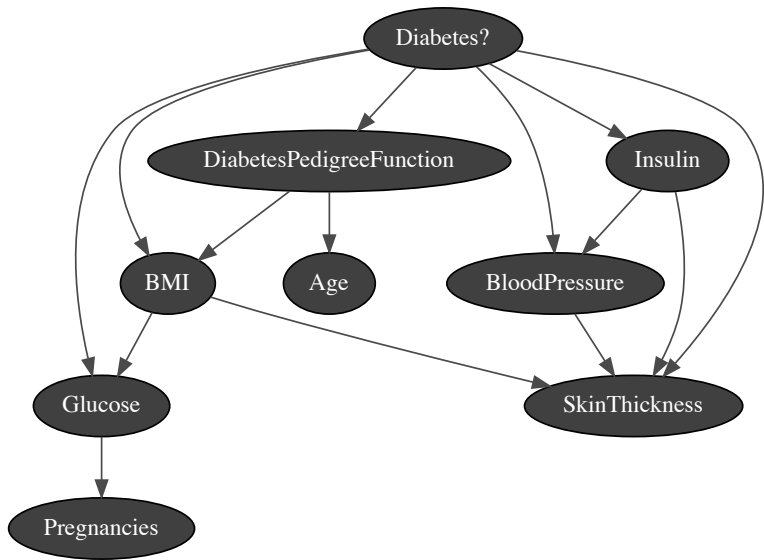 Diabetes?
DiabetesPedigreeFunction
Insulin
BMI
Age
BloodPressure
Glucose
SkinThickness
Pregnancies